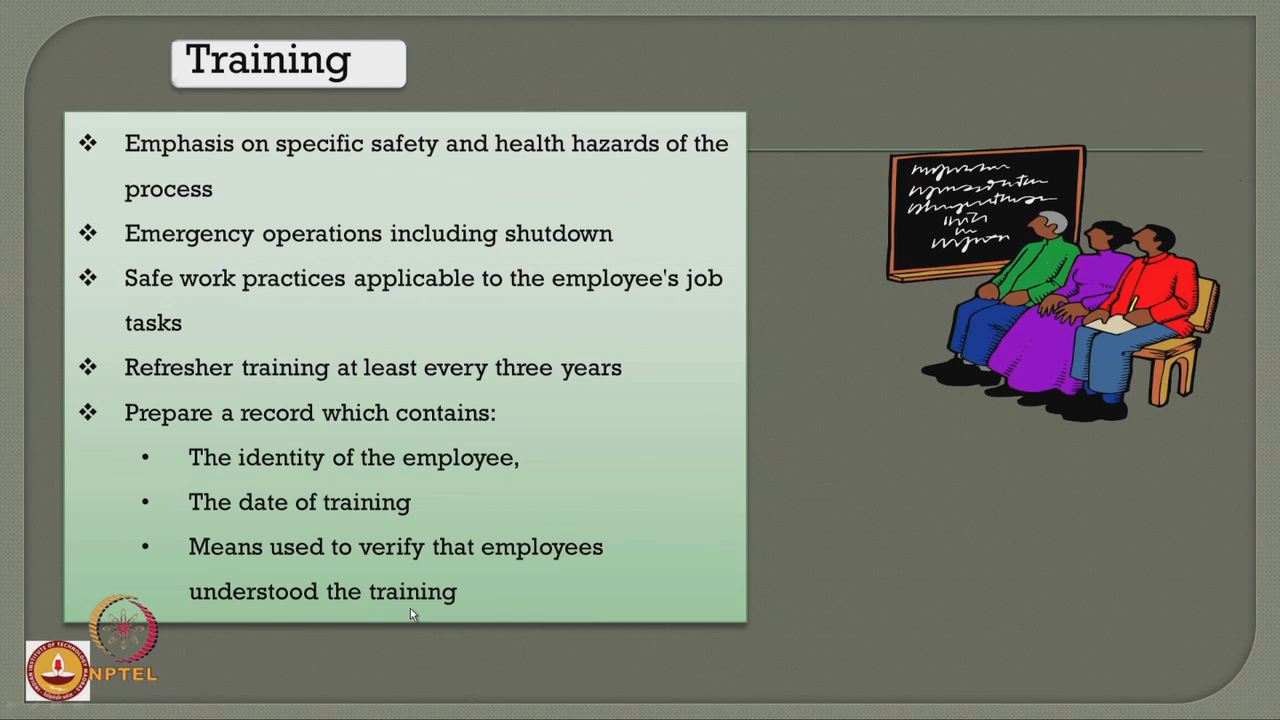 Training
❖ Emphasis on specific safety and health hazards of the
process
❖ Emergency operations including shutdown
❖ Safe work practices applicable to the employee's job
tasks
❖ Refresher training at least every three years
❖ Prepare a record which contains:
• The identity of the employee,
• The date of training
• Means used to verify that employees
understood the training
NPTEL